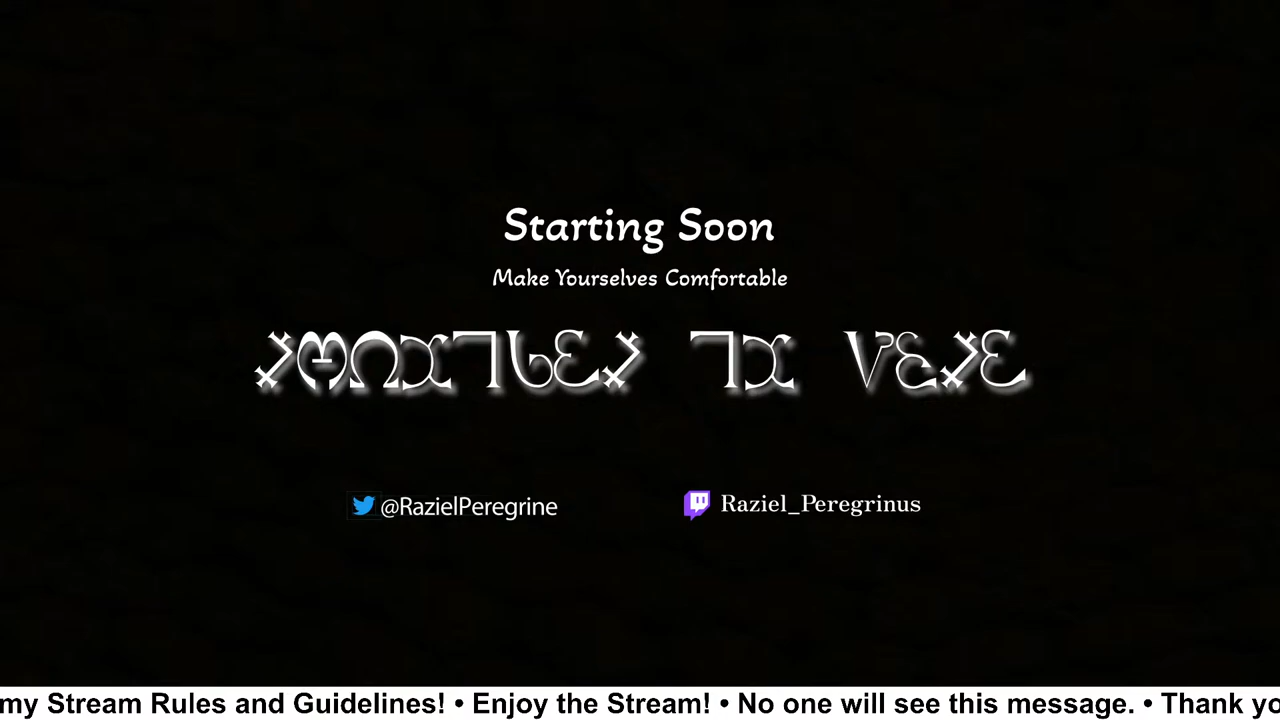 Starting Soon
Make Yourselves Comfortable
@RazielPeregrine
Raziel_Peregrinus
my Stream Rules and Guidelines! • Enjoy the Stream! • No one will see this message. • Thank yo